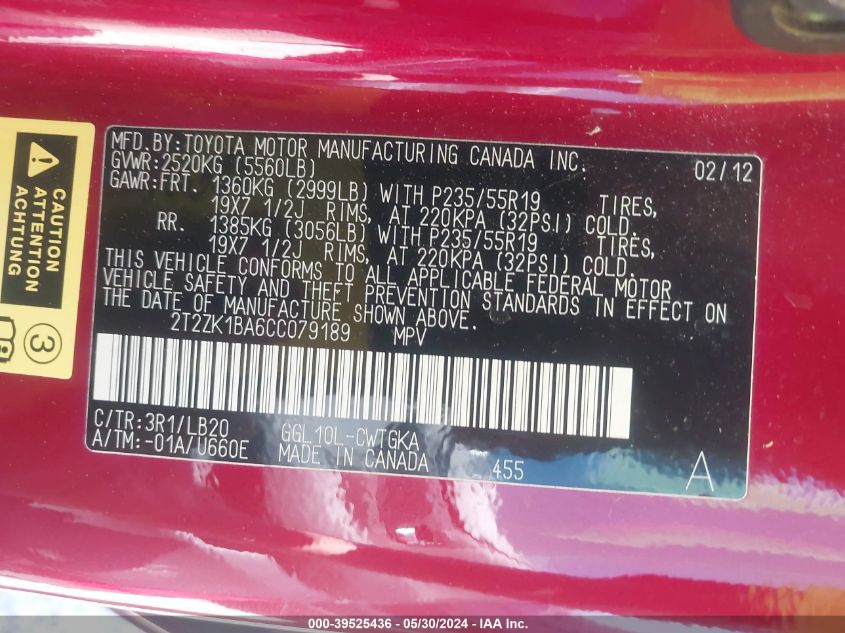 MFD.BY:TOYOTA MOTOR MANUFACTURING CANADA INC. 02/12
GVWR:2520KG (5560LB)
GAWR:FRT. 1360KG (2999LB) WITH P235/55R19 TIRES,
19X7 1/2J RIMS, AT 220KPA (32PSI) COLD.
RR. 1385KG (3056LB) WITH P235/55R19 TIRES,
19X7 1/2J RIMS, AT 220KPA (32PSI) COLD.
THIS VEHICLE CONFORMS TO ALL APPLICABLE FEDERAL MOTOR
VEHICLE SAFETY AND THEFT PREVENTION STANDARDS IN EFFECT ON
THE DATE OF MANUFACTURE SHOWN ABOVE.
2T2ZK1BA6CC079189 MPV
C/TR:3R1/LB20 GGL10L-CWTGKA
A/TM:-01A/U660E MADE IN CANADA 455 A
CAUTION
ATTENTION
ACHTUNG
3
000-39525436 - 05/30/2024 - IAA Inc.